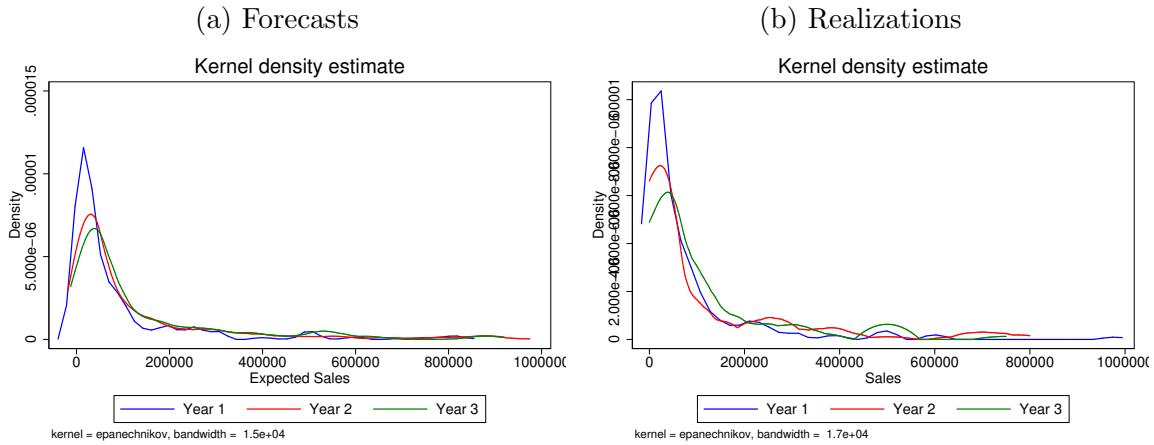 (a) Forecasts
Kernel density estimate
.000015
.00001
5.000e-06
0
Density
0 200000 400000 600000 800000 1000000
Expected Sales
Year 1 Year 2 Year 3
kernel = epanechnikov, bandwidth = 1.5e+04
(b) Realizations
Kernel density estimate
.00001
0
Density
0 200000 400000 600000 800000 1000000
Sales
Year 1 Year 2 Year 3
kernel = epanechnikov, bandwidth = 1.7e+04